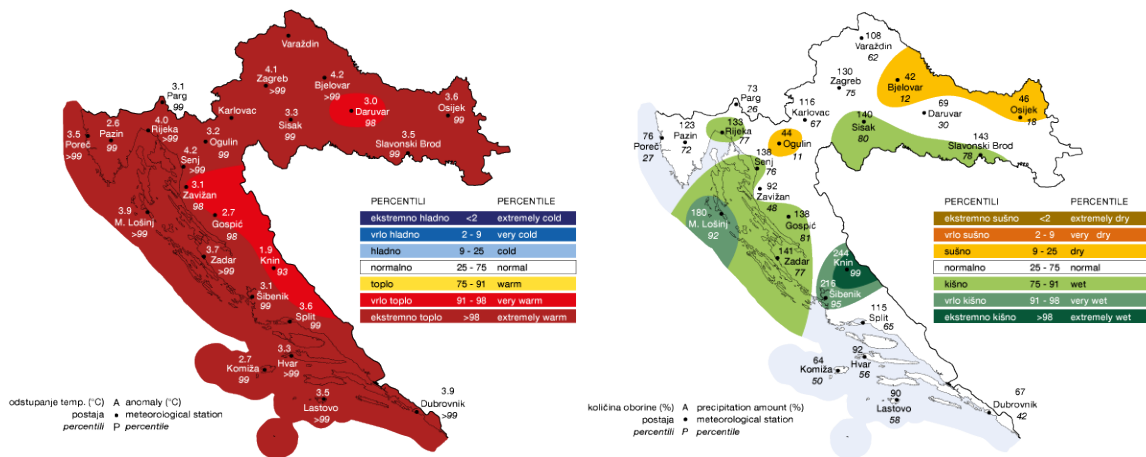 Varaždin
4.1
Zagreb
>99
4.2
Bjelovar
>99
3.0
Daruvar
98
3.6
Osijek
99
3.1
Parg
99
Karlovac
3.3
Sisak
99
3.5
Slavonski Brod
99
3.5
Poreč
>99
2.6
Pazin
99
4.0
Rijeka
>99
3.2
Ogulin
99
4.2
Senj
>99
3.1
Zavižan
98
3.9
M. Lošinj
>99
2.7
Gospić
98
1.9
Knin
93
3.7
Zadar
>99
3.1
Šibenik
99
3.6
Split
99
2.7
Komiža
99
3.3
Hvar
>99
3.5
Lastovo
>99
3.9
Dubrovnik
>99
PERCENTILI PERCENTILE
ekstremno hladno <2 extremely cold
vrlo hladno 2 - 9 very cold
hladno 9 - 25 cold
normalno 25 - 75 normal
toplo 75 - 91 warm
vrlo toplo 91 - 98 very warm
ekstremno toplo >98 extremely warm
odstupanje temp. (°C) A anomaly (°C)
postaja ● meteorological station
percentili P percentile
108
Varaždin
62
130
Zagreb
75
42
Bjelovar
12
69
Daruvar
30
46
Osijek
18
73
Parg
26
116
Karlovac
67
140
Sisak
80
143
Slavonski Brod
78
76
Poreč
27
123
Pazin
72
133
Rijeka
77
44
Ogulin
11
138
Senj
76
92
Zavižan
48
180
M. Lošinj
92
138
Gospić
81
141
Zadar
77
244
Knin
99
216
Šibenik
95
115
Split
65
64
Komiža
50
92
Hvar
56
90
Lastovo
58
67
Dubrovnik
42
PERCENTILI PERCENTILE
ekstremno sušno <2 extremely dry
vrlo sušno 2 - 9 very dry
sušno 9 - 25 dry
normalno 25 - 75 normal
kišno 75 - 91 wet
vrlo kišno 91 - 98 very wet
ekstremno kišno >98 extremely wet
količina oborine (%) A precipitation amount (%)
postaja ● meteorological station
percentili P percentile